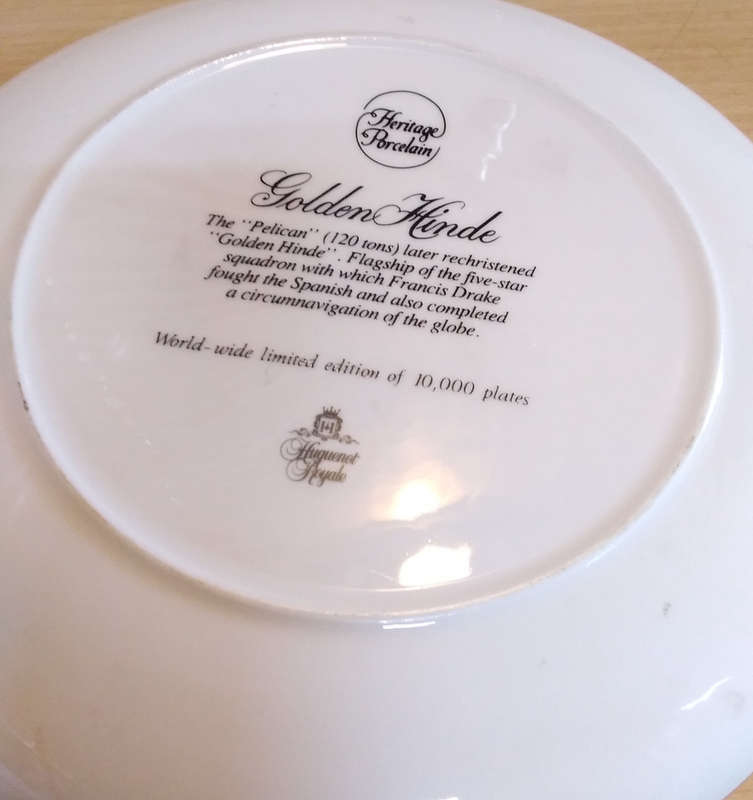 Heritage
Porcelain
Golden Hinde
The "Pelican" (120 tons) later rechristened
"Golden Hinde". Flagship of the five-star
squadron with which Francis Drake
fought the Spanish and also completed
a circumnavigation of the globe.
World-wide limited edition of 10,000 plates
Huguenot
Royale